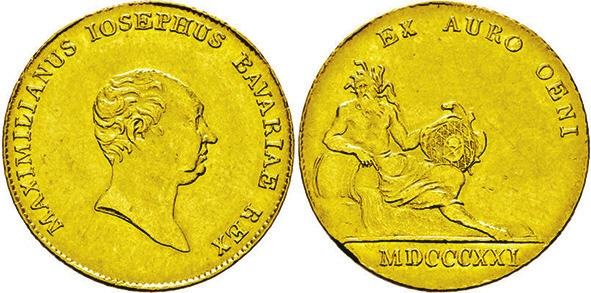 MAXIMILIANUS IOSEPHUS BAVARIAE REX
EX AURO OENI
MDCCCXXI